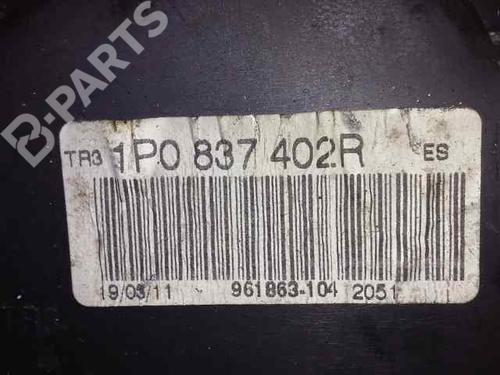 B-PARTS
TR3 1P0 837 402R ES
19/03/11 961863-104 2051